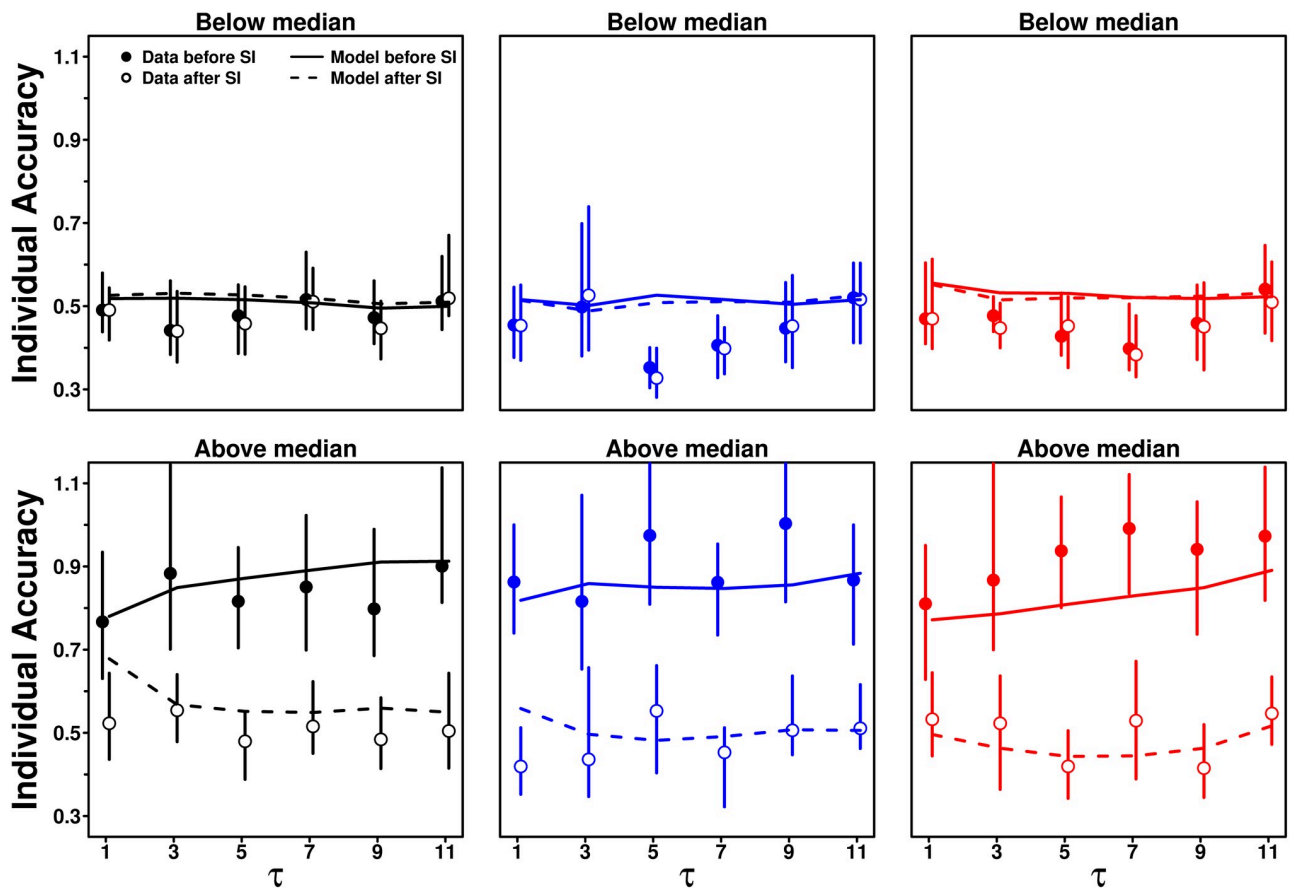 Below median Below median Below median
Individual Accuracy
1.1
0.9
0.7
0.5
0.3
Data before SI Model before SI
Data after SI Model after SI
Above median Above median Above median
Individual Accuracy
1.1
0.9
0.7
0.5
0.3
1 3 5 7 9 11 1 3 5 7 9 11 1 3 5 7 9 11
τ τ τ